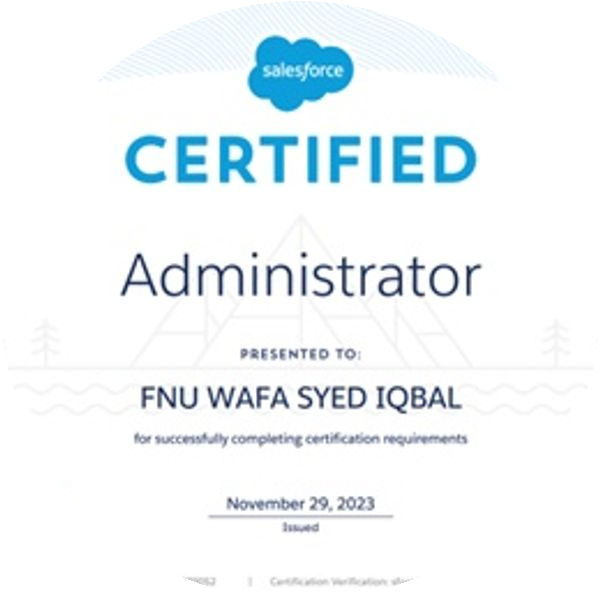 salesforce
CERTIFIED
Administrator
PRESENTED TO:
FNU WAFA SYED IQBAL
for successfully completing certification requirements
November 29, 2023
Issued
| Certification Verification: